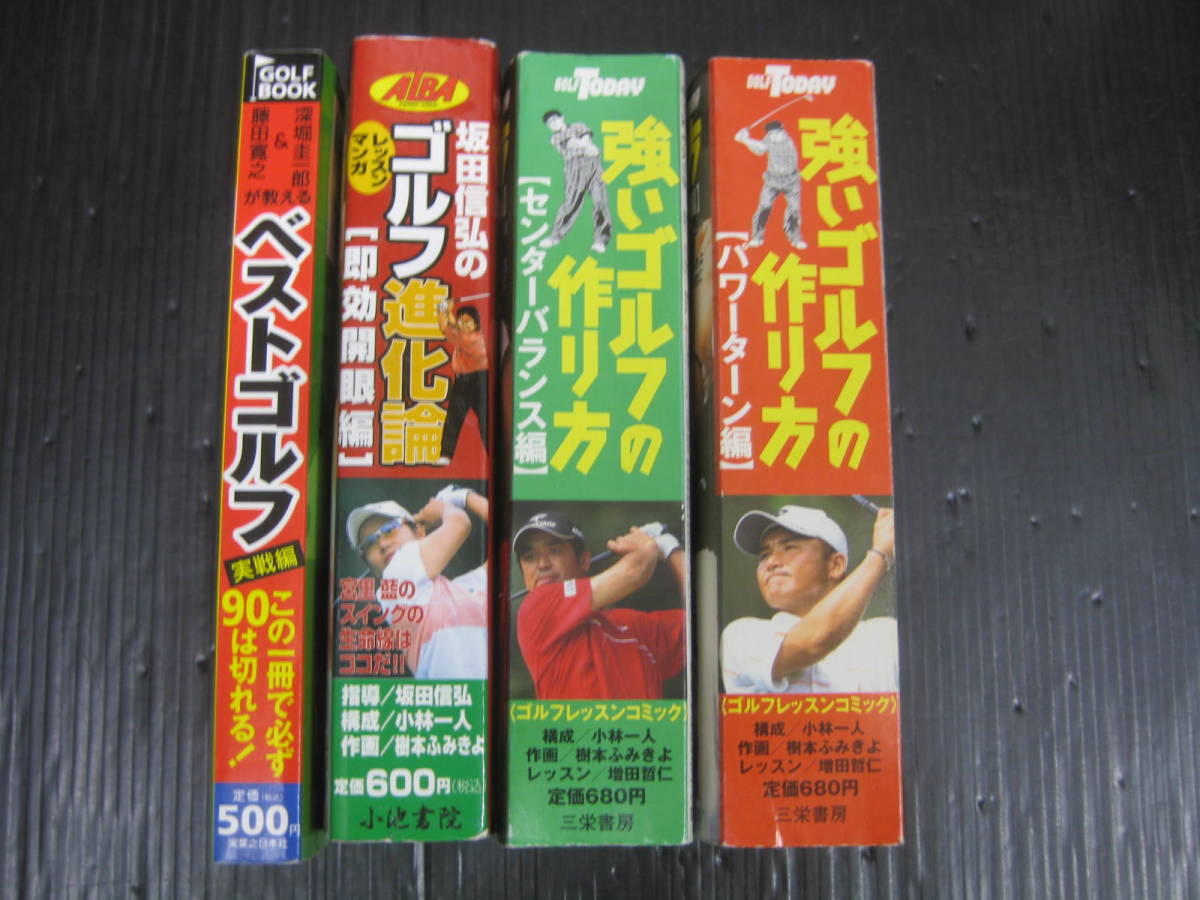 GOLF
BOOK
深堀圭一郎
&
藤田寛之
が教える
ベストゴルフ
実戦編
この一冊で必ず
90は切れる!
定価(税込)
500円
実業之日本社
ALBA
坂田信弘の
レッスン
マンガ
ゴルフ進化論
[即効開眼編]
宮里 藍の
スイングの
生命線は
ココだ!!
指導/坂田信弘
構成/小林一人
作画/樹本ふみきよ
定価600円(税込)
小池書院
GOLF TODAY
強いゴルフの
作り方
[センターバランス編]
〈ゴルフレッスンコミック〉
構成/小林一人
作画/樹本ふみきよ
レッスン/増田哲仁
定価680円
三栄書房
GOLF TODAY
強いゴルフの
作り方
[パワーターン編]
〈ゴルフレッスンコミック〉
構成/小林一人
作画/樹本ふみきよ
レッスン/増田哲仁
定価680円
三栄書房